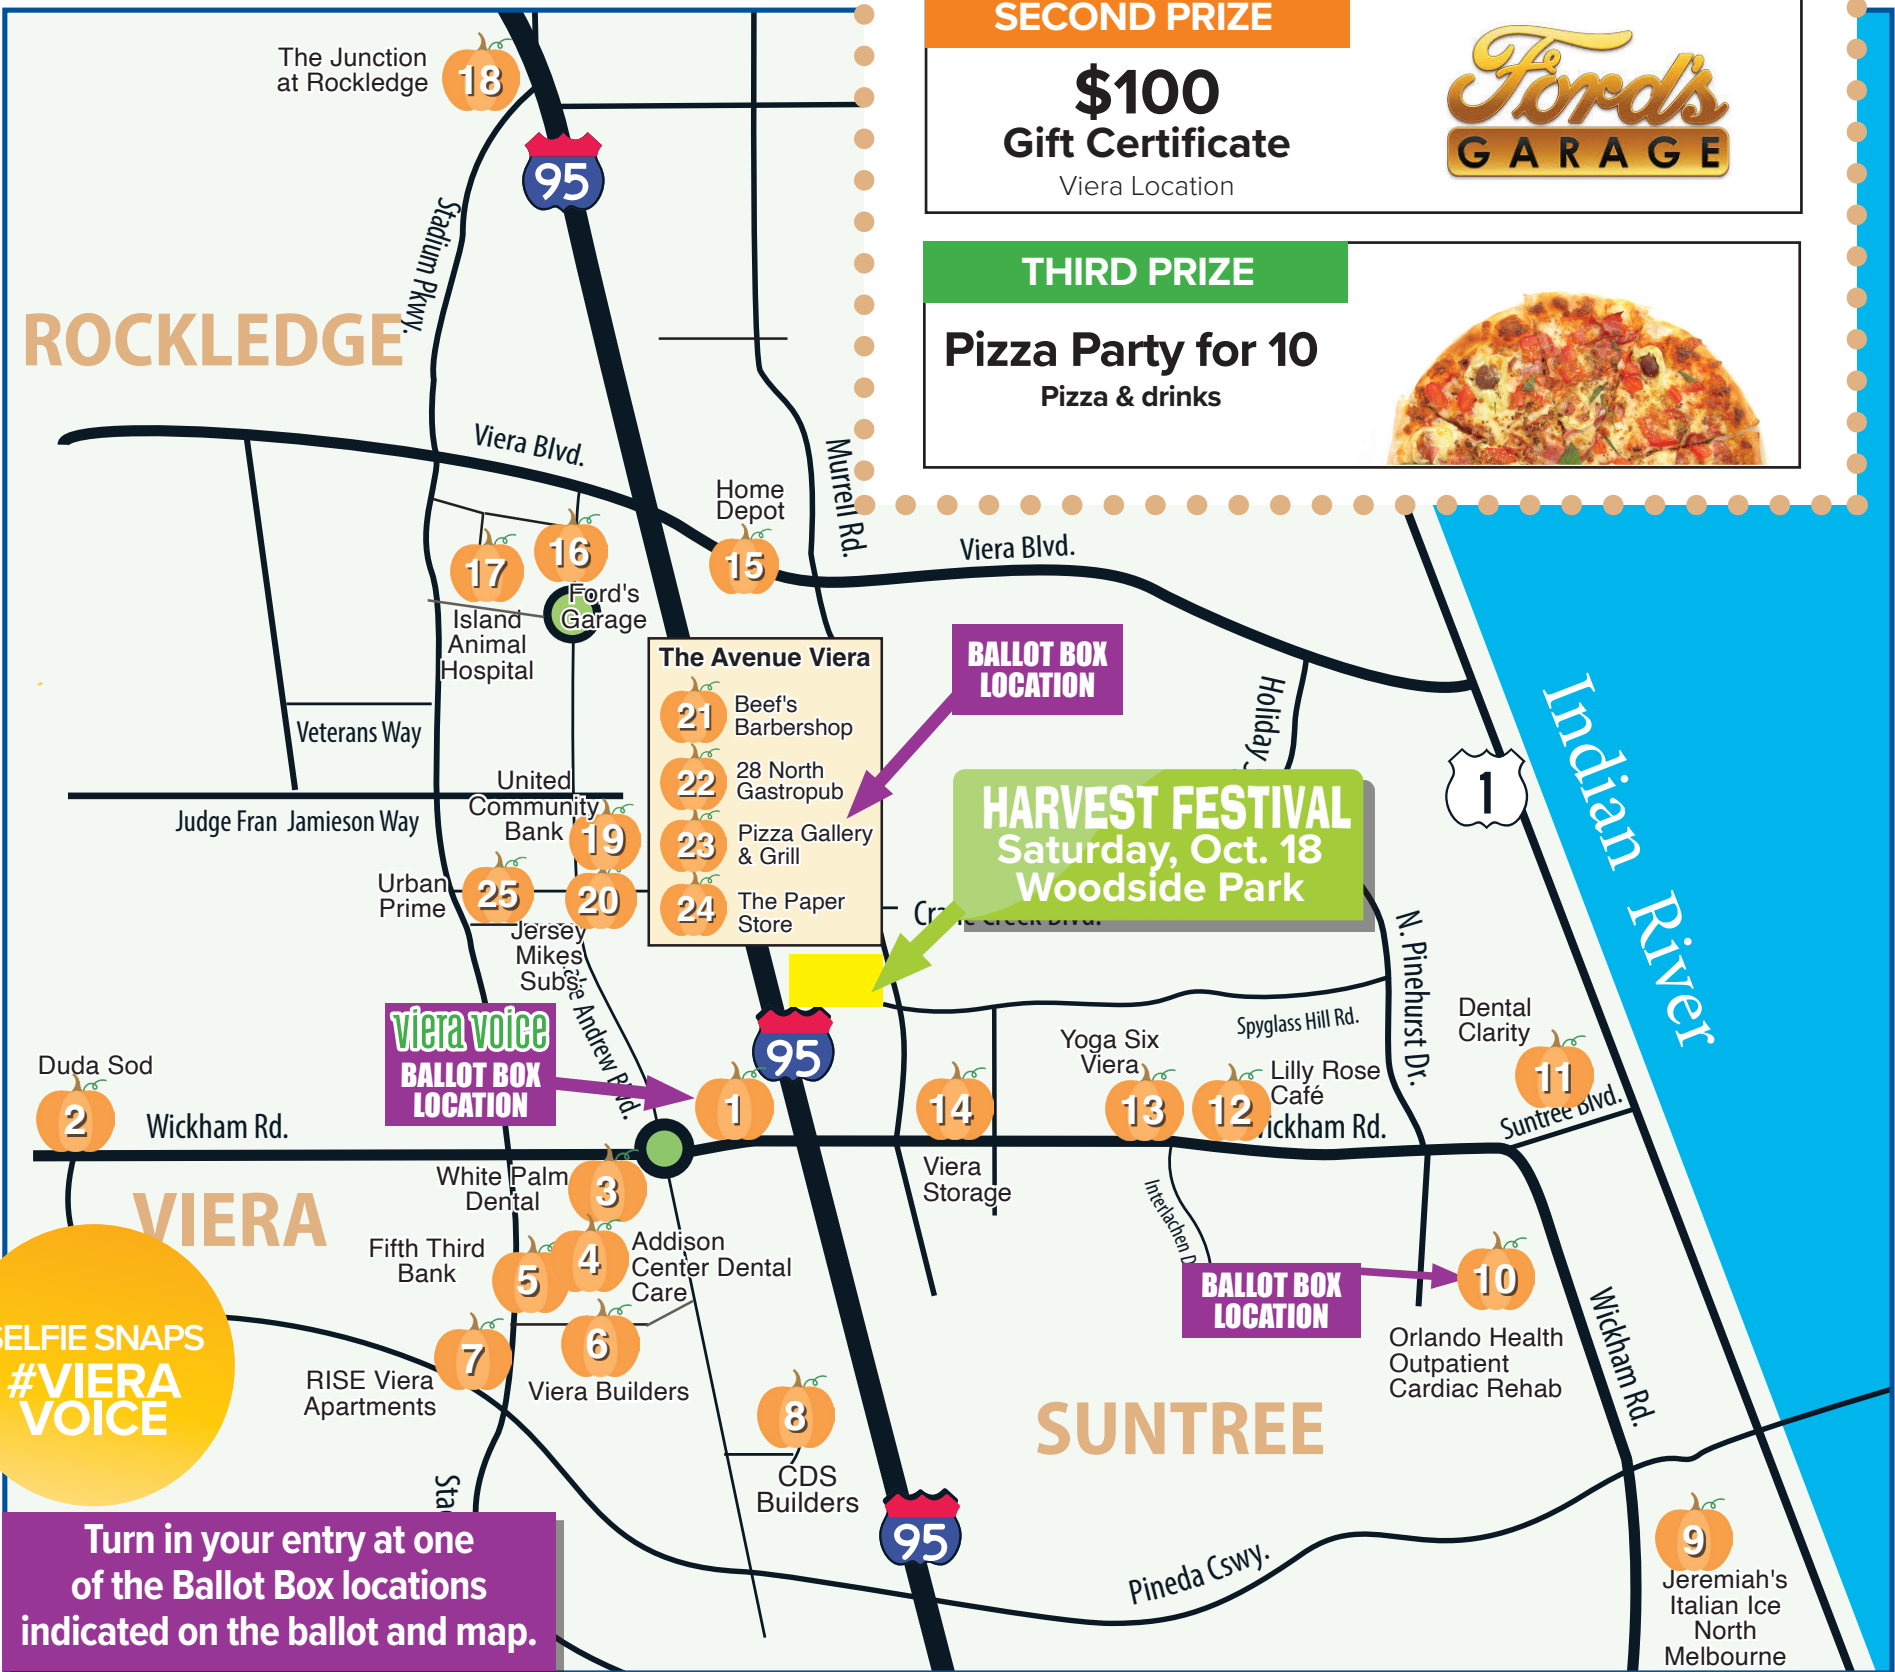 SECOND PRIZE
$100
Gift Certificate
Viera Location
Ford's
GARAGE
THIRD PRIZE
Pizza Party for 10
Pizza & drinks
The Junction
at Rockledge
18
95
Stadium Pkwy.
ROCKLEDGE
Viera Blvd.
Murrell Rd.
Home
Depot
15
Viera Blvd.
16
Ford's
Garage
17
Island
Animal
Hospital
The Avenue Viera
21
Beef's
Barbershop
22
28 North
Gastropub
23
Pizza Gallery
& Grill
24
The Paper
Store
BALLOT BOX
LOCATION
Holiday
1
Indian River
Veterans Way
Judge Fran Jamieson Way
United
Community
Bank
19
HARVEST FESTIVAL
Saturday, Oct. 18
Woodside Park
Urban
Prime
25
20
Jersey
Mikes
Subs
Creek Blvd.
N. Pinehurst Dr.
Andrew Blvd.
viera voice
BALLOT BOX
LOCATION
95
1
Spyglass Hill Rd.
Dental
Clarity
11
Suntree Blvd.
Duda Sod
2
Wickham Rd.
14
Viera
Storage
Yoga Six
Viera
13
12
Lilly Rose
Café
ickham Rd.
VIERA
White Palm
Dental
3
Fifth Third
Bank
5
4
Addison
Center Dental
Care
Interlachen D
BALLOT BOX
LOCATION
10
Orlando Health
Outpatient
Cardiac Rehab
Wickham Rd.
SELFIE SNAPS
#VIERA
VOICE
7
RISE Viera
Apartments
6
Viera Builders
8
CDS
Builders
SUNTREE
Sta
95
Pineda Cswy.
9
Jeremiah's
Italian Ice
North
Melbourne
Turn in your entry at one
of the Ballot Box locations
indicated on the ballot and map.